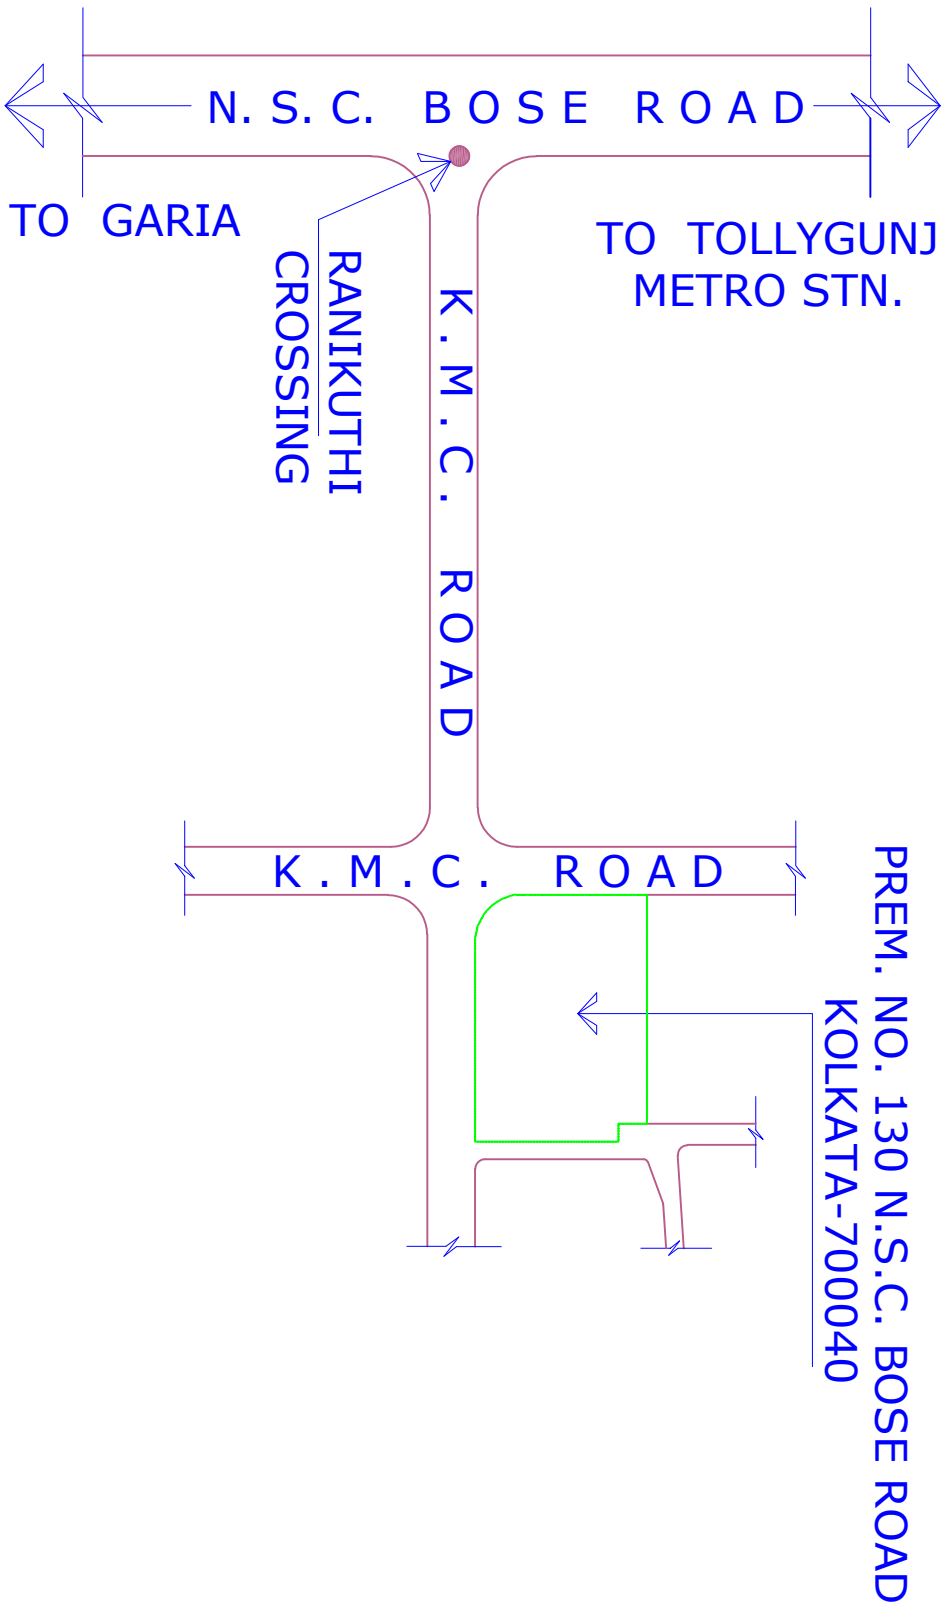 N. S. C. BOSE ROAD
TO GARIA
TO TOLLYGUNJ
METRO STN.
RANIKUTHI
CROSSING
K.M.C. ROAD
K.M.C. ROAD
PREM. NO. 130 N.S.C. BOSE ROAD
KOLKATA-700040